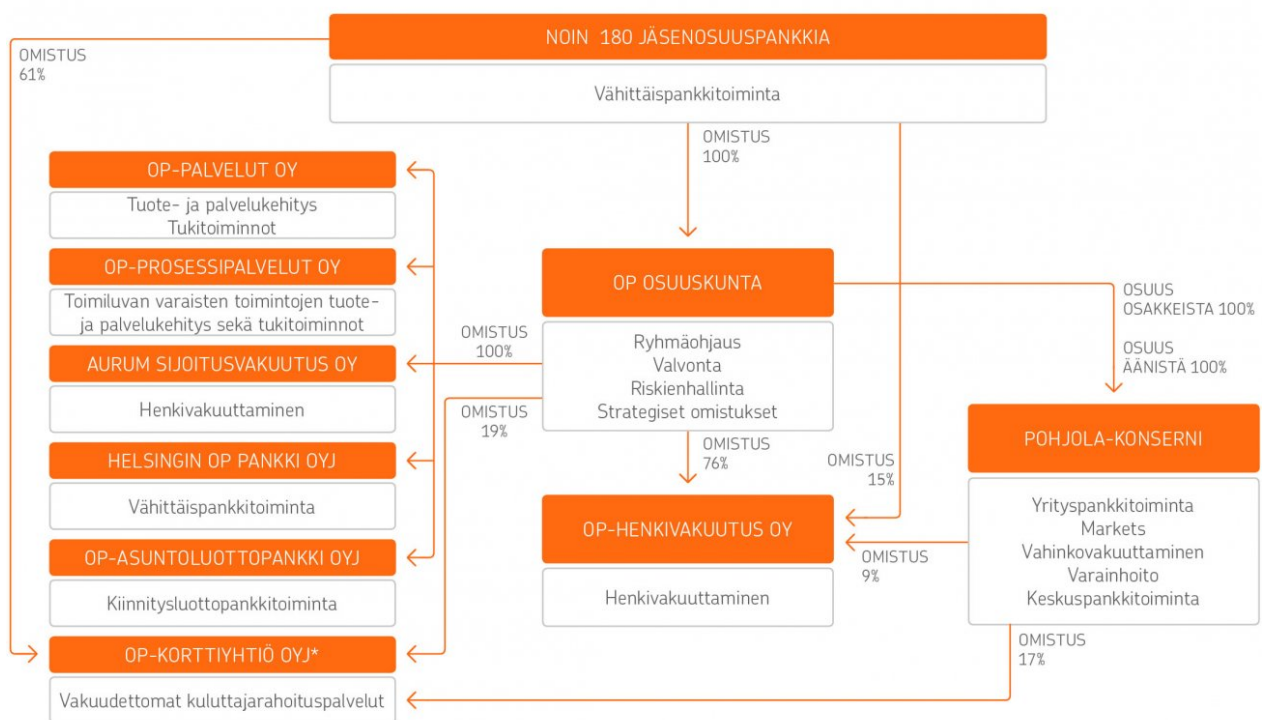 NOIN 180 JÄSENOSUUSPANKKIA
Vähittäispankkitoiminta
OMISTUS
61%
OMISTUS
100%
OP-PALVELUT OY
Tuote- ja palvelukehitys
Tukitoiminnot
OP-PROSESSIPALVELUT OY
Toimiluvan varaisten toimintojen tuote-
ja palvelukehitys sekä tukitoiminnot
AURUM SIJOITUSVAKUUTUS OY
Henkivakuuttaminen
HELSINGIN OP PANKKI OYJ
Vähittäispankkitoiminta
OP-ASUNTOLUOTTOPANKKI OYJ
Kiinnitysluottopankkitoiminta
OP-KORTTIYHTIÖ OYJ*
Vakuudettomat kuluttajarahoituspalvelut
OMISTUS
100%
OMISTUS
19%
OP OSUUSKUNTA
Ryhmäohjaus
Valvonta
Riskienhallinta
Strategiset omistukset
OMISTUS
76%
OMISTUS
15%
OP-HENKIVAKUUTUS OY
Henkivakuuttaminen
OMISTUS
9%
OSUUS
OSAKKEISTA 100%
OSUUS
ÄÄNISTÄ 100%
POHJOLA-KONSERNI
Yrityspankkitoiminta
Markets
Vahinkovakuuttaminen
Varainhoito
Keskuspankkitoiminta
OMISTUS
17%